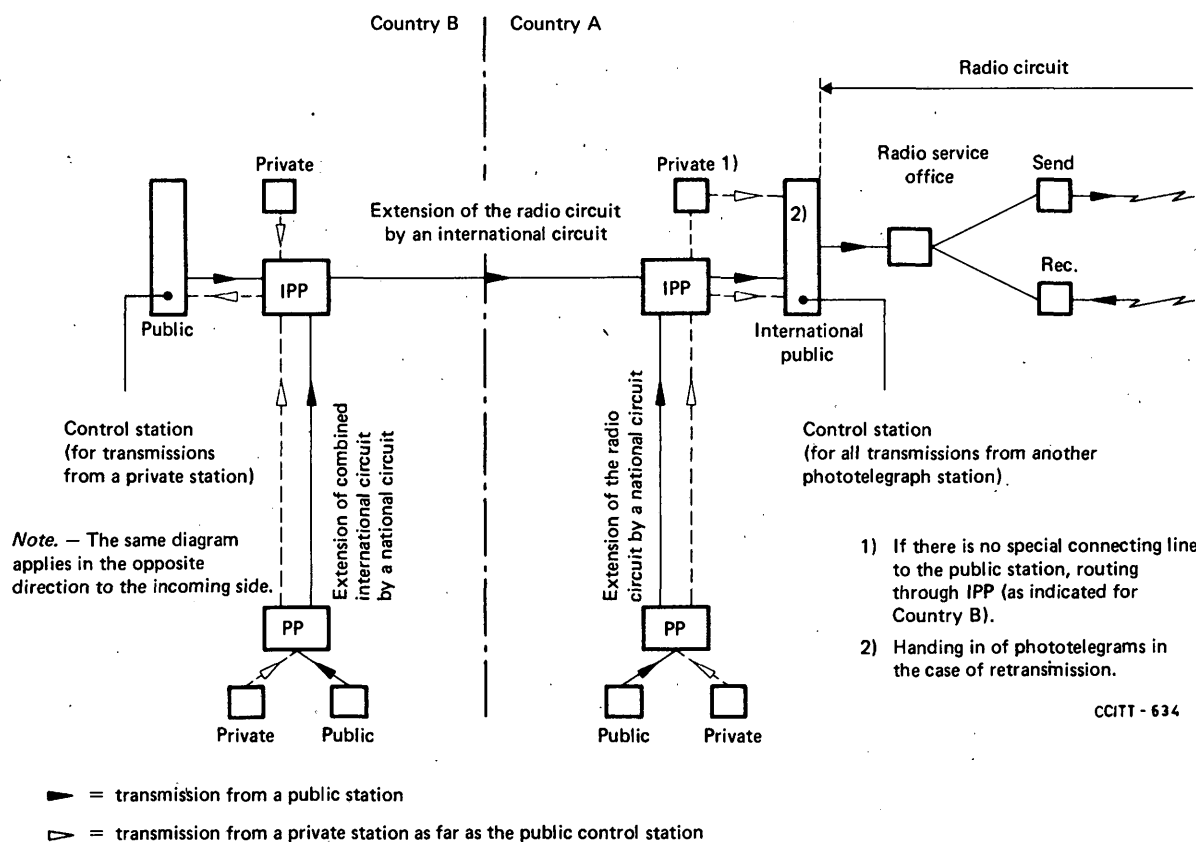 Country B
Country A
Radio circuit
Private
Private 1)
Radio service
office
Send
2)
Extension of the radio circuit
by an international circuit
IPP
IPP
Rec.
Public
International
public
Control station
(for transmissions
from a private station)
Extension of combined
international circuit
by a national circuit
Extension of the radio
circuit by a national circuit
Control station
(for all transmissions from another
phototelegraph station)
Note. — The same diagram
applies in the opposite
direction to the incoming side.
1) If there is no special connecting line
to the public station, routing
through IPP (as indicated for
Country B).
2) Handing in of phototelegrams in
the case of retransmission.
PP
PP
Private
Public
Public
Private
CCITT - 634
= transmission from a public station
= transmission from a private station as far as the public control station